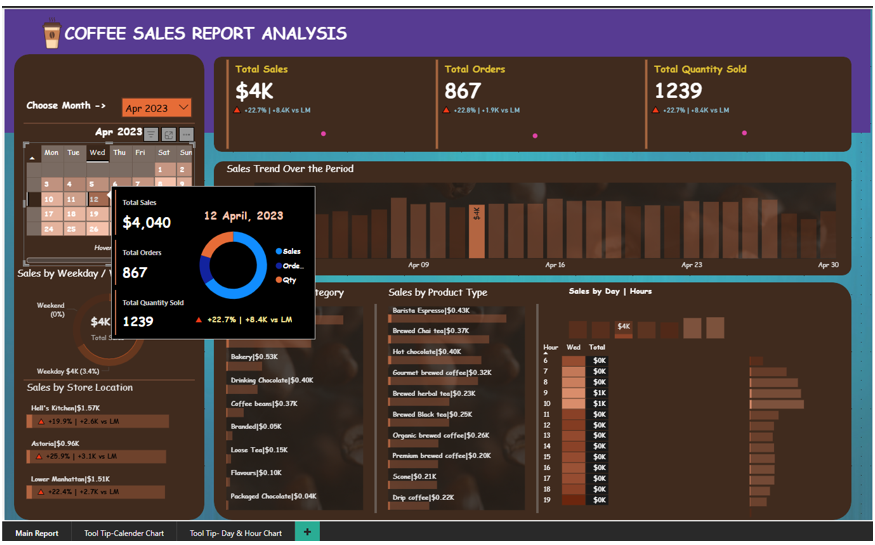 COFFEE SALES REPORT ANALYSIS
Choose Month ->
Apr 2023
Apr 2023
Mon Tue Wed Thu Fri Sat Sun
1 2
3 4 5 6 7 8 9
10 11 12
17 18 19
24 25 26
Sales by Weekday /
Weekend
(0%)
$4K
Weekday $4K (3.4%)
Sales by Store Location
Hell's Kitchen|$1.57K
+19.9% | +2.6K vs LM
Astoria|$0.96K
+25.9% | +3.1K vs LM
Lower Manhattan|$1.51K
+22.4% | +2.7K vs LM
Total Sales
$4K
+22.7% | +8.4K vs LM
Total Orders
867
+22.8% | +1.9K vs LM
Total Quantity Sold
1239
+22.7% | +8.4K vs LM
Sales Trend Over the Period
$4K
Apr 09
Apr 16
Apr 23
Apr 30
Total Sales
$4,040
Total Orders
867
Total Quantity Sold
1239
12 April, 2023
Sales
Orde...
Qty
+22.7% | +8.4K vs LM
Bakery|$0.53K
Drinking Chocolate|$0.40K
Coffee beans|$0.37K
Branded|$0.05K
Loose Tea|$0.15K
Flavours|$0.10K
Packaged Chocolate|$0.04K
Sales by Product Type
Barista Espresso|$0.43K
Brewed Chai tea|$0.37K
Hot chocolate|$0.40K
Gourmet brewed coffee|$0.32K
Brewed herbal tea|$0.23K
Brewed Black tea|$0.25K
Organic brewed coffee|$0.26K
Premium brewed coffee|$0.20K
Scone|$0.21K
Drip coffee|$0.22K
Sales by Day | Hours
$4K
Hour Wed Total
6 $0K
7 $0K
8 $0K
9 $1K
10 $1K
11 $0K
12 $0K
13 $0K
14 $0K
15 $0K
16 $0K
17 $0K
18 $0K
19 $0K
Main Report
Tool Tip-Calender Chart
Tool Tip- Day & Hour Chart
+